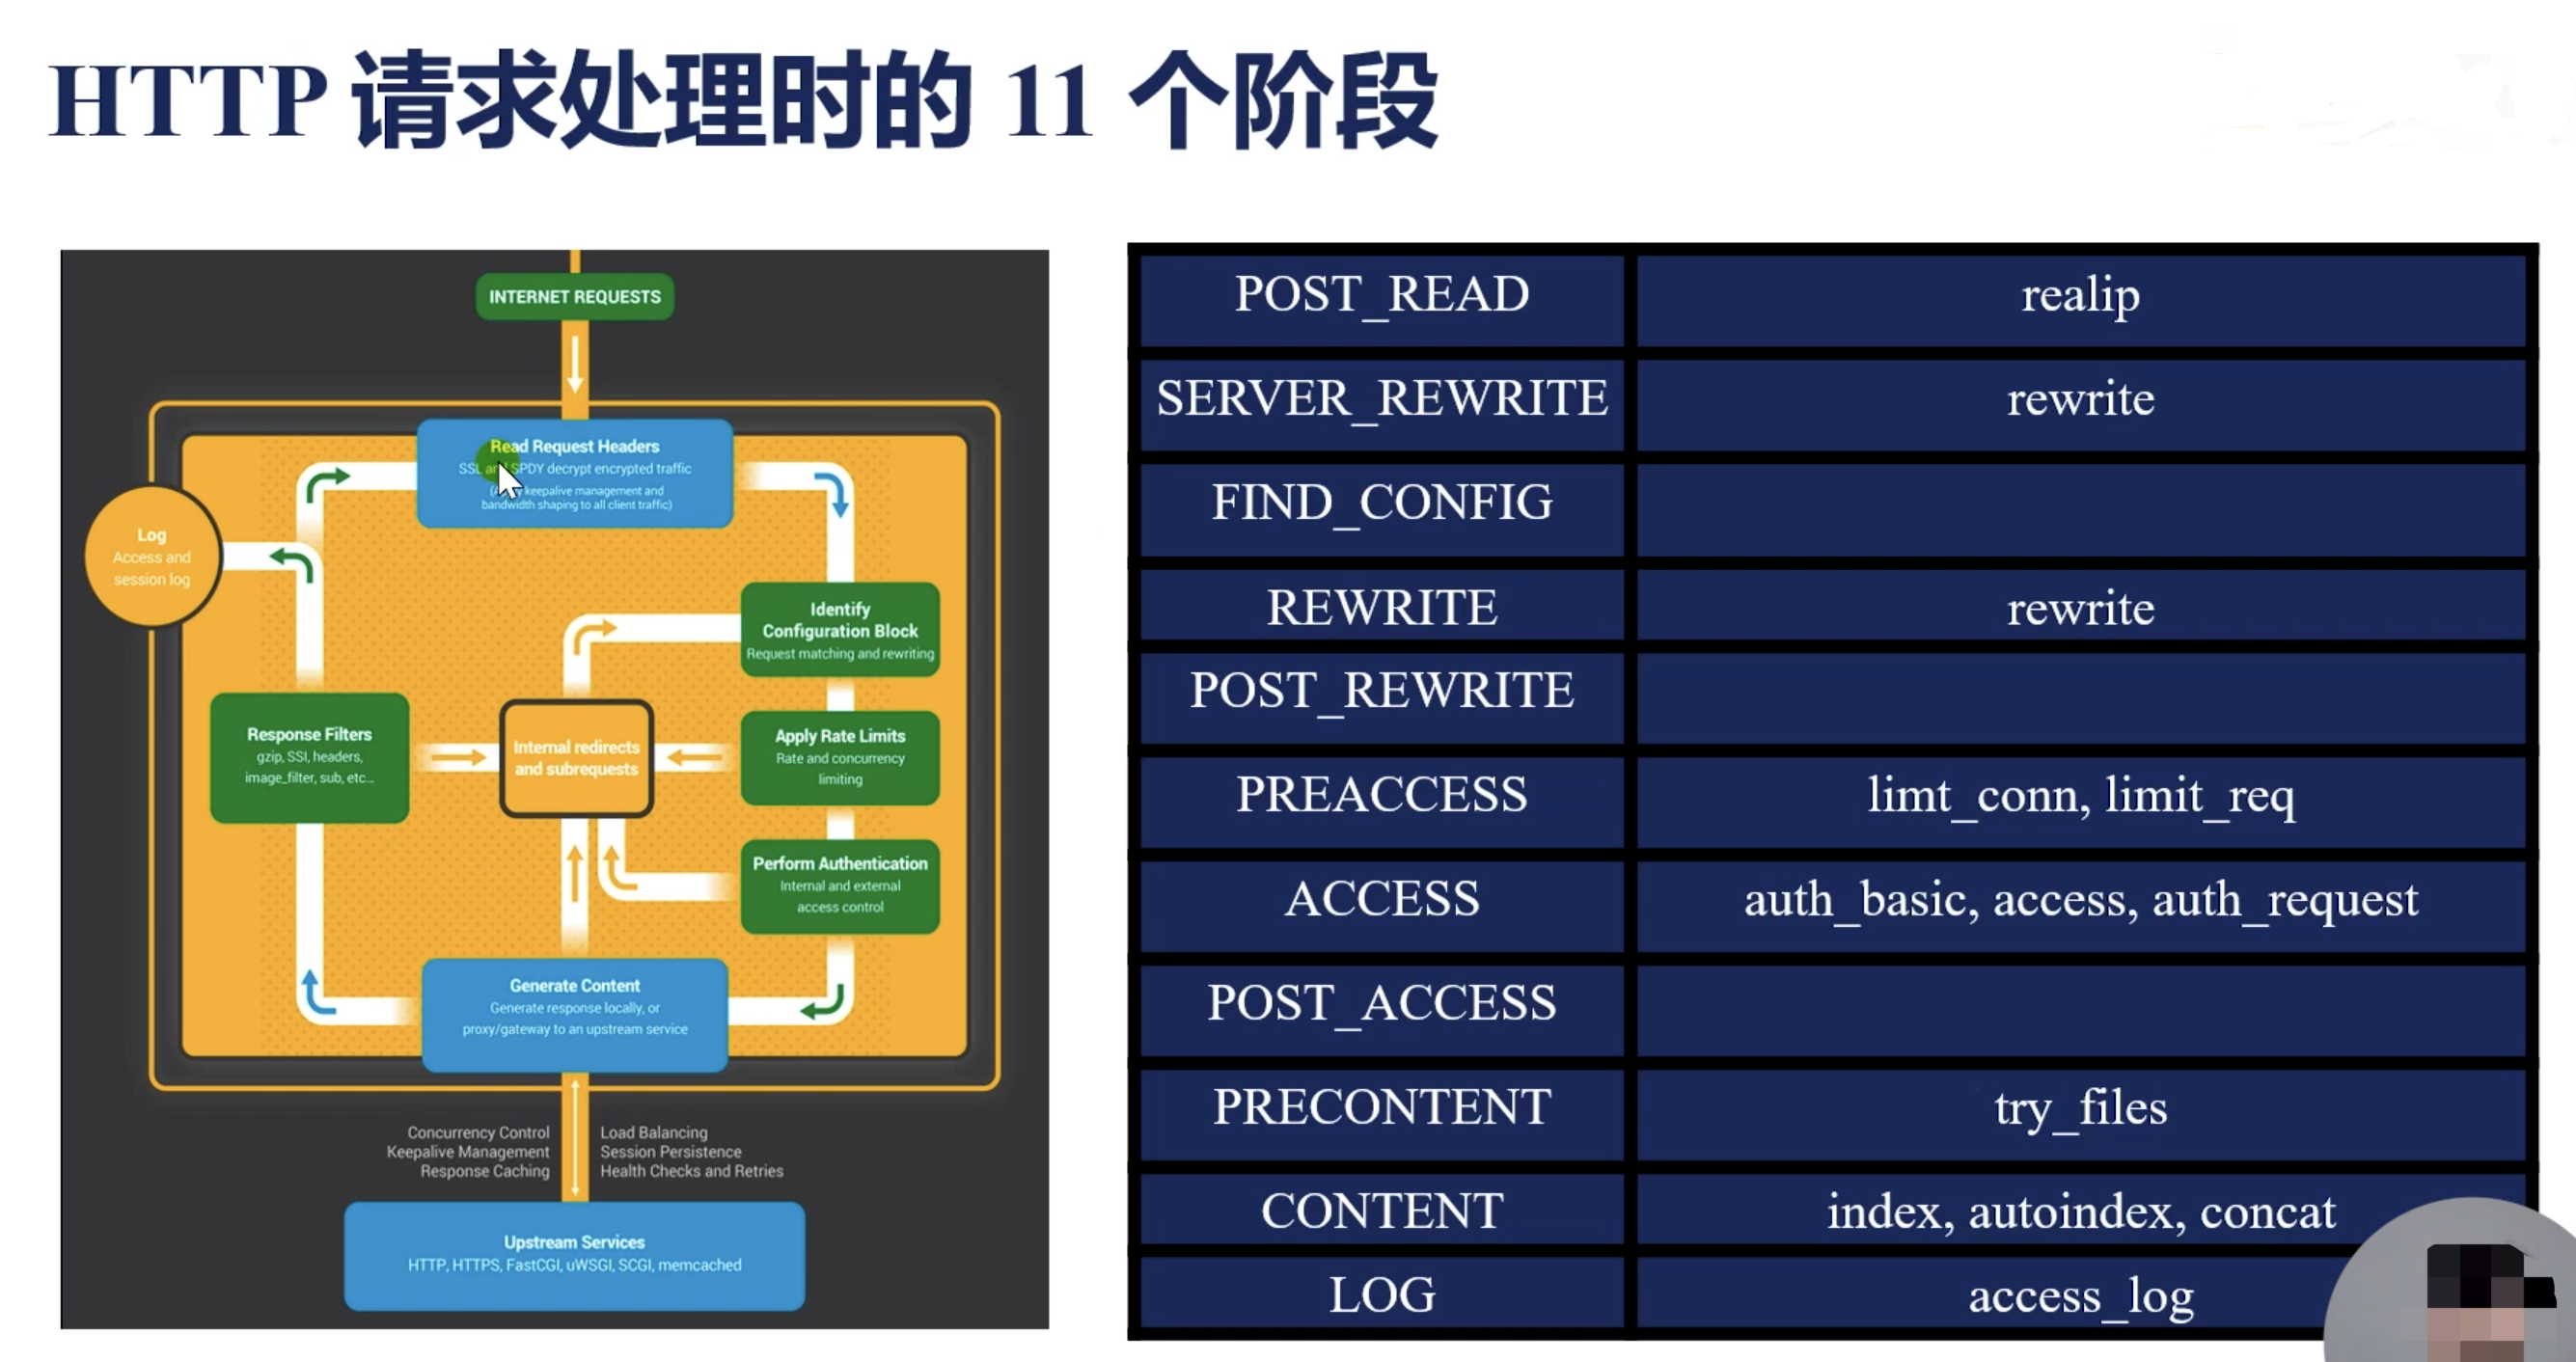 HTTP 请求处理时的 11 个阶段
INTERNET REQUESTS
Read Request Headers
SSL and SPDY decrypt encrypted traffic
keepalive management and
bandwidth shaping to all client traffic)
Log
Access and
session log
Identify
Configuration Block
Request matching and rewriting
Response Filters
gzip, SSI, headers,
image_filter, sub, etc...
Internal redirects
and subrequests
Apply Rate Limits
Rate and concurrency
limiting
Perform Authentication
Internal and external
access control
Generate Content
Generate response locally, or
proxy/gateway to an upstream service
Concurrency Control
Keepalive Management
Response Caching
Load Balancing
Session Persistence
Health Checks and Retries
Upstream Services
HTTP, HTTPS, FastCGI, uWSGI, SCGI, memcached
POST_READ realip
SERVER_REWRITE rewrite
FIND_CONFIG
REWRITE rewrite
POST_REWRITE
PREACCESS limt_conn, limit_req
ACCESS auth_basic, access, auth_request
POST_ACCESS
PRECONTENT try_files
CONTENT index, autoindex, concat
LOG access_log